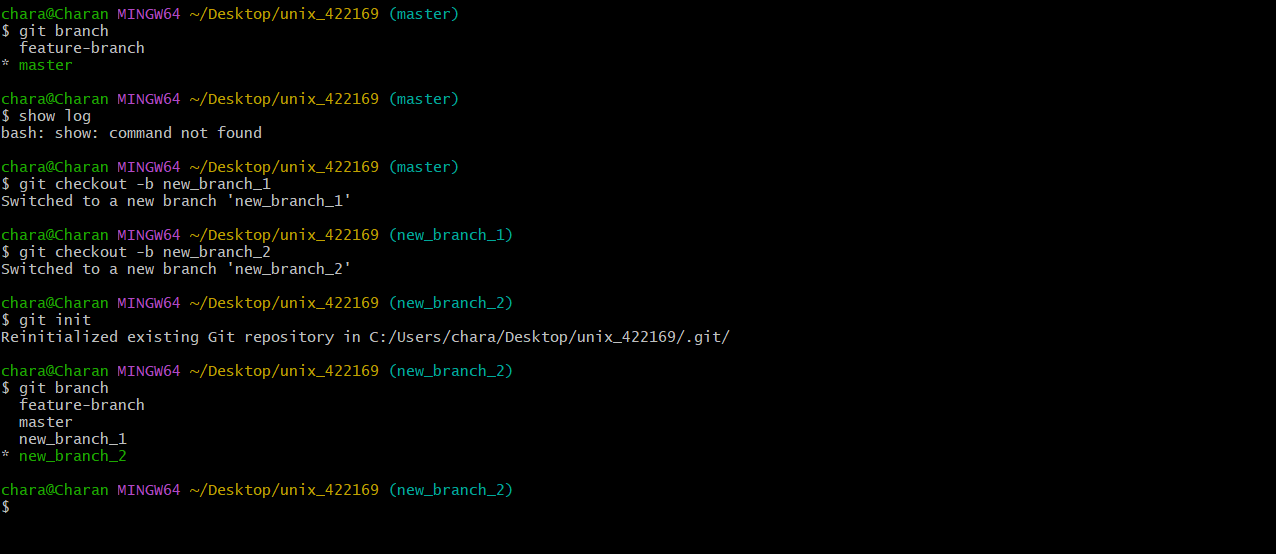 chara@Charan MINGW64 ~/Desktop/unix_422169 (master)
$ git branch
  feature-branch
* master

chara@Charan MINGW64 ~/Desktop/unix_422169 (master)
$ show log
bash: show: command not found

chara@Charan MINGW64 ~/Desktop/unix_422169 (master)
$ git checkout -b new_branch_1
Switched to a new branch 'new_branch_1'

chara@Charan MINGW64 ~/Desktop/unix_422169 (new_branch_1)
$ git checkout -b new_branch_2
Switched to a new branch 'new_branch_2'

chara@Charan MINGW64 ~/Desktop/unix_422169 (new_branch_2)
$ git init
Reinitialized existing Git repository in C:/Users/chara/Desktop/unix_422169/.git/

chara@Charan MINGW64 ~/Desktop/unix_422169 (new_branch_2)
$ git branch
  feature-branch
  master
  new_branch_1
* new_branch_2

chara@Charan MINGW64 ~/Desktop/unix_422169 (new_branch_2)
$